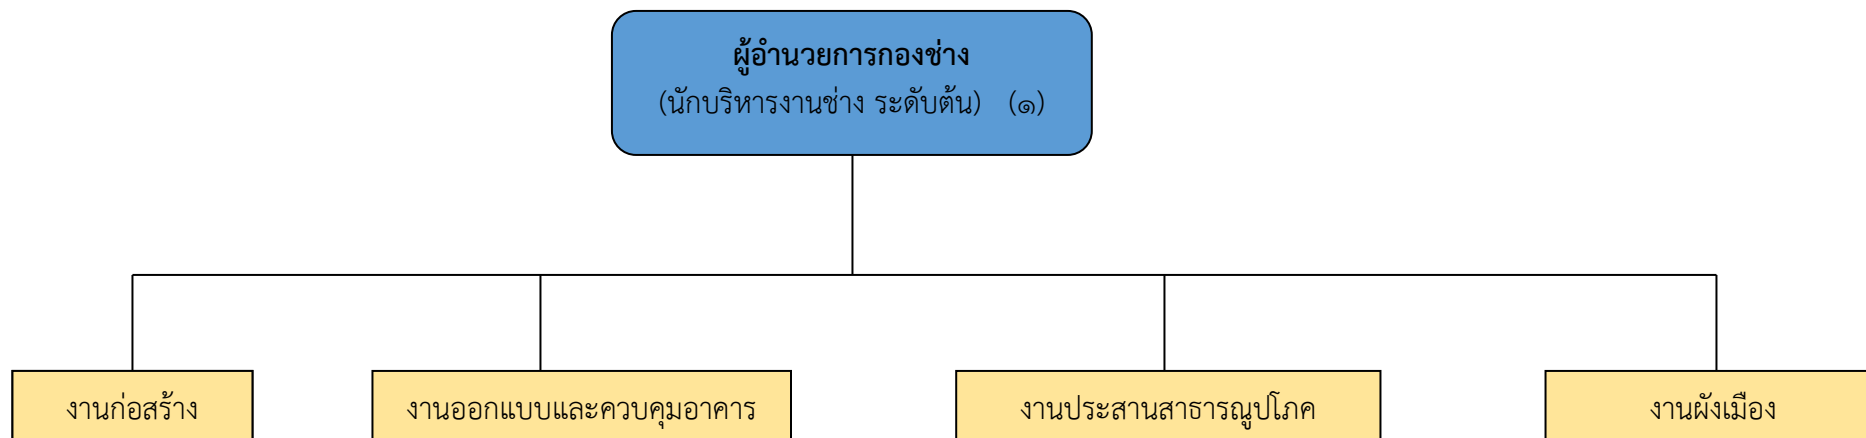 ผู้อำนวยการกองช่าง
(นักบริหารงานช่าง ระดับต้น) (๑)
งานก่อสร้าง
งานออกแบบและควบคุมอาคาร
งานประสานสาธารณูปโภค
งานผังเมือง